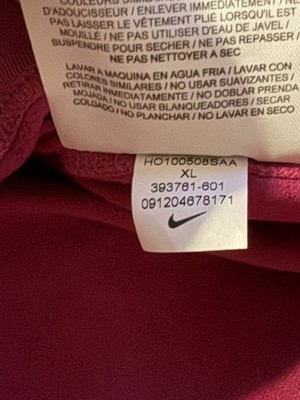 D'ADOUCISSEUR / ENLEVER IMMÉDIATEMENT / NE
PAS LAISSER LE VÊTEMENT PLIÉ LORSQU'IL EST
MOUILLÉ / NE PAS UTILISER D'EAU DE JAVEL /
SUSPENDRE POUR SÉCHER / NE PAS REPASSER /
NE PAS NETTOYER A SEC
LAVAR A MAQUINA EN AGUA FRIA / LAVAR CON
COLORES SIMILARES / NO USAR SUAVIZANTES /
RETIRAR INMEDIATAMENTE / NO DOBLAR PRENDA
MOJADA / NO USAR BLANQUEADORES / SECAR
COLGADO / NO PLANCHAR / NO LAVAR EN SECO
HO100508SAA
XL
393761-601
091204678171